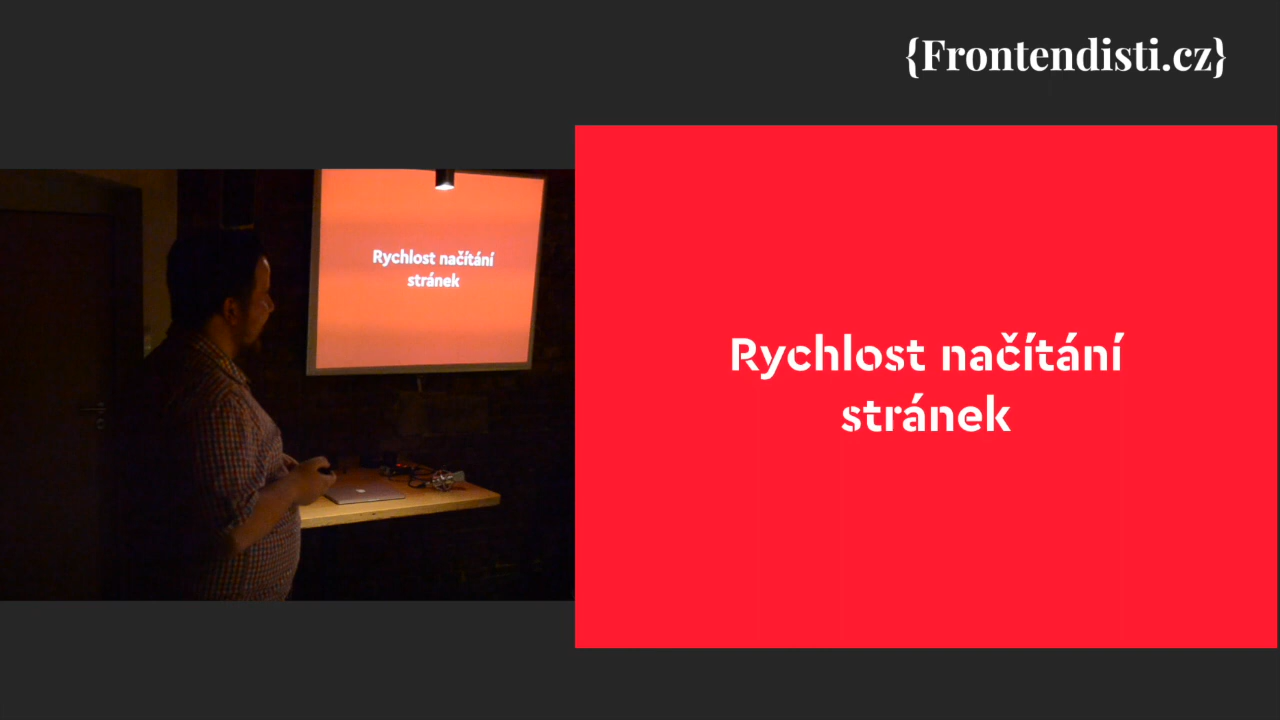 {Frontendisti.cz}
Rychlost načítání
stránek
Rychlost načítání
stránek